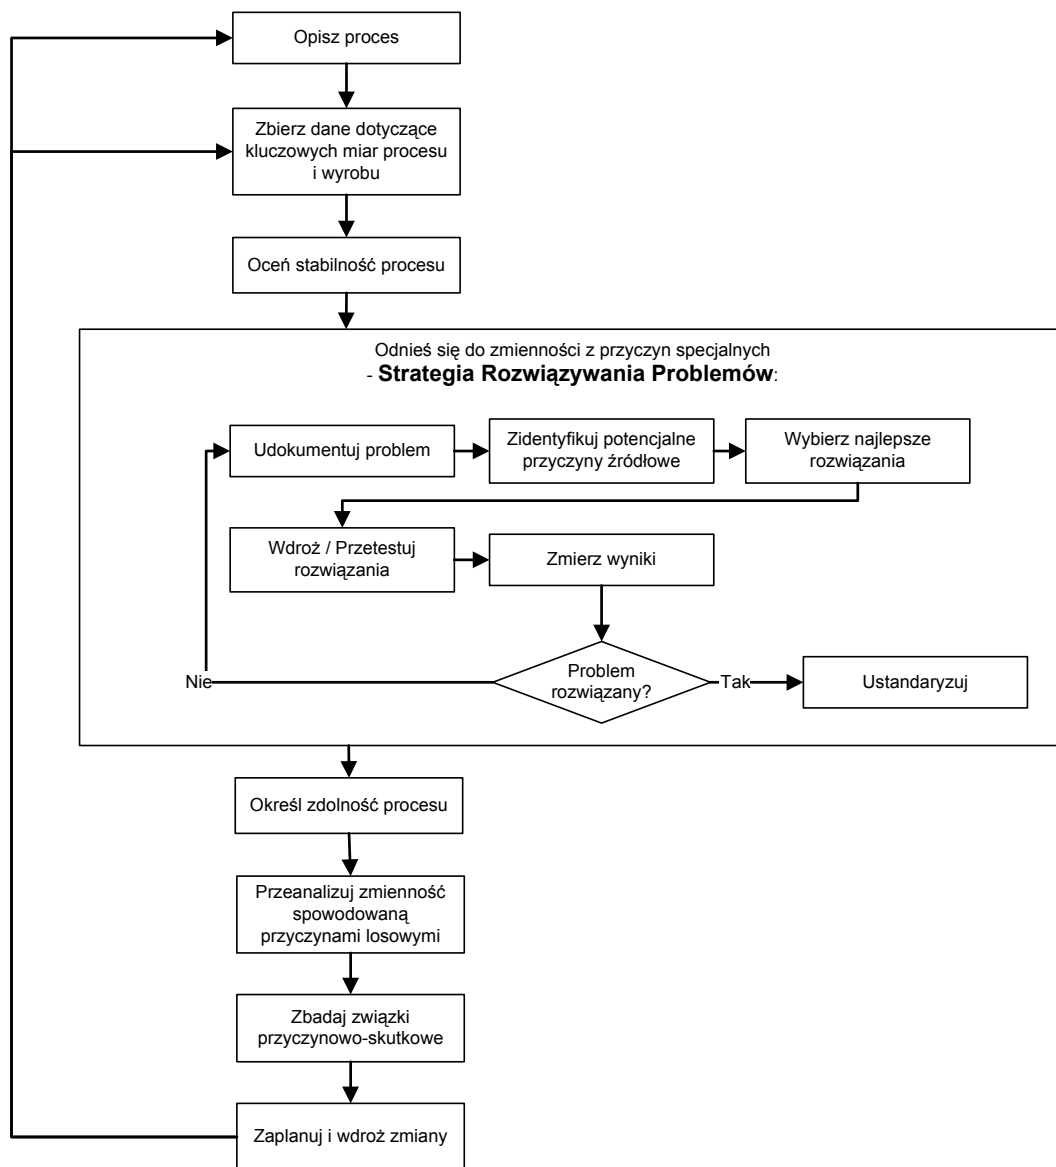 Opisz proces
Zbierz dane dotyczące
kluczowych miar procesu
i wyrobu
Oceń stabilność procesu
Odnieś się do zmienności z przyczyn specjalnych
- Strategia Rozwiązywania Problemów:
Udokumentuj problem
Zidentyfikuj potencjalne
przyczyny źródłowe
Wybierz najlepsze
rozwiązania
Wdroż / Przetestuj
rozwiązania
Zmierz wyniki
Problem
rozwiązany?
Nie
Tak
Ustandaryzuj
Określ zdolność procesu
Przeanalizuj zmienność
spowodowaną
przyczynami losowymi
Zbadaj związki
przyczynowo-skutkowe
Zaplanuj i wdroż zmiany